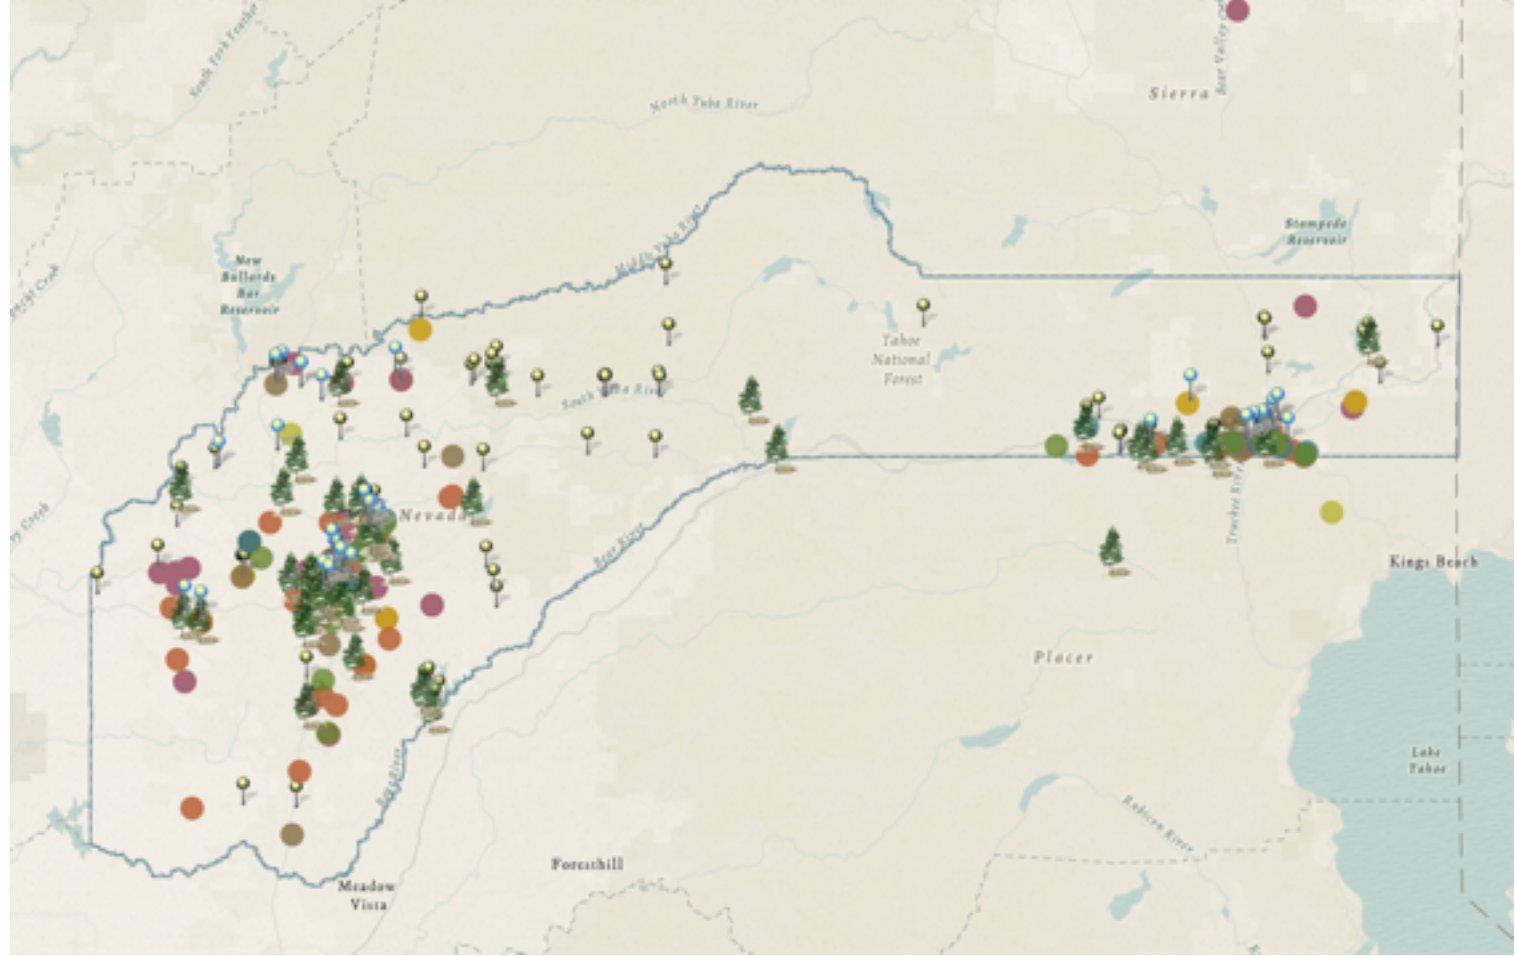 South Fork Feather
Bear Valley
Sierra
North Yuba River
Stampede
Reservoir
Middle Yuba River
New
Bullards
Bar
Reservoir
Tahoe
National
Forest
South Yuba River
Nevada
Truckee River
Bear River
Kings Beach
Placer
Lake
Tahoe
Bear River
Rubicon River
Foresthill
Meadow
Vista